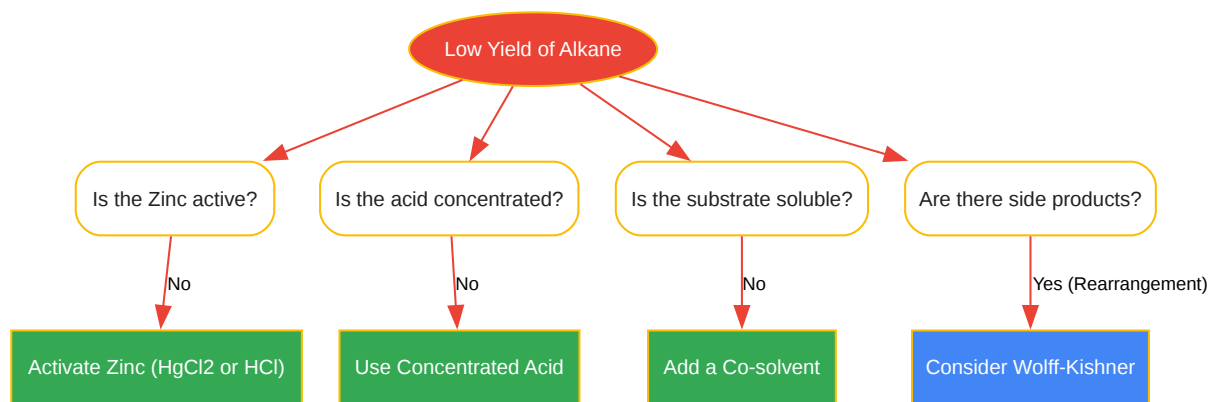 Low Yield of Alkane
Is the Zinc active?
Is the acid concentrated?
Is the substrate soluble?
Are there side products?
No
No
No
Yes (Rearrangement)
Activate Zinc (HgCl2 or HCl)
Use Concentrated Acid
Add a Co-solvent
Consider Wolff-Kishner